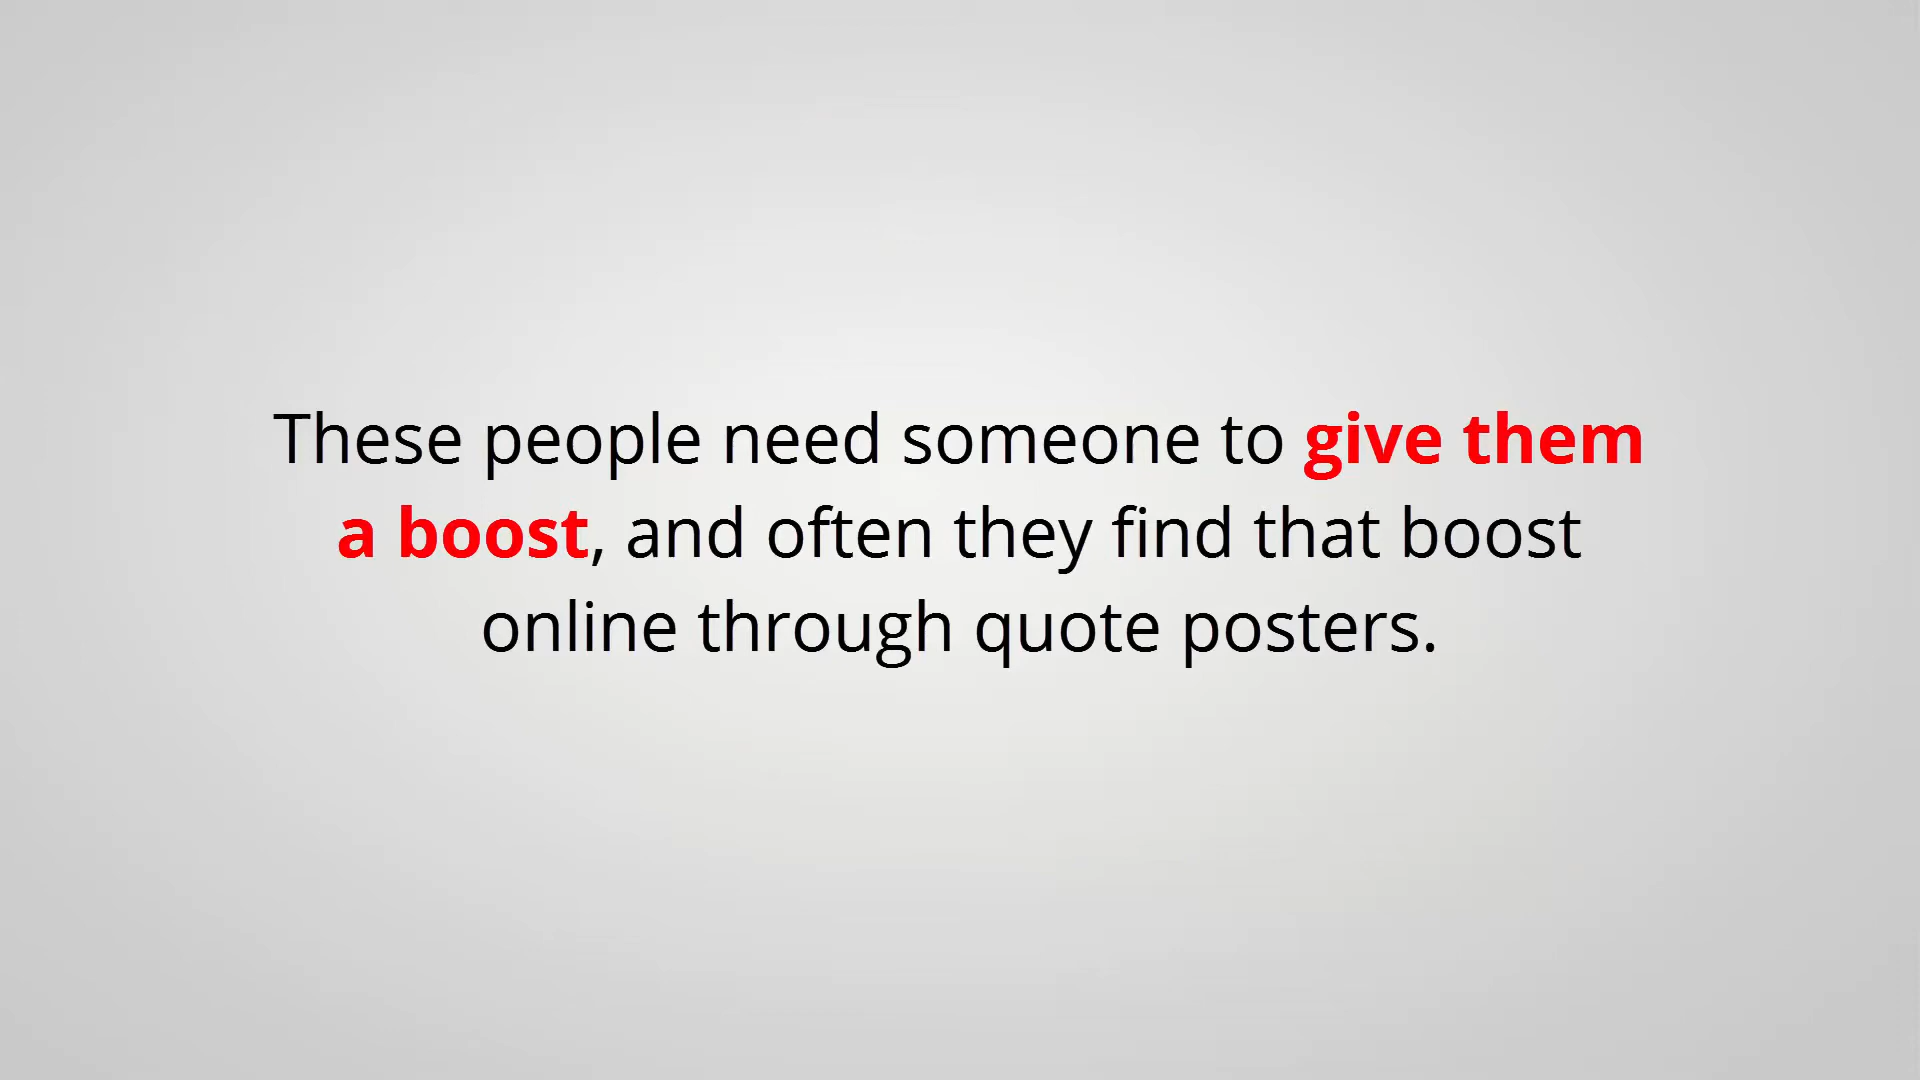 These people need someone to give them
a boost, and often they find that boost
online through quote posters.